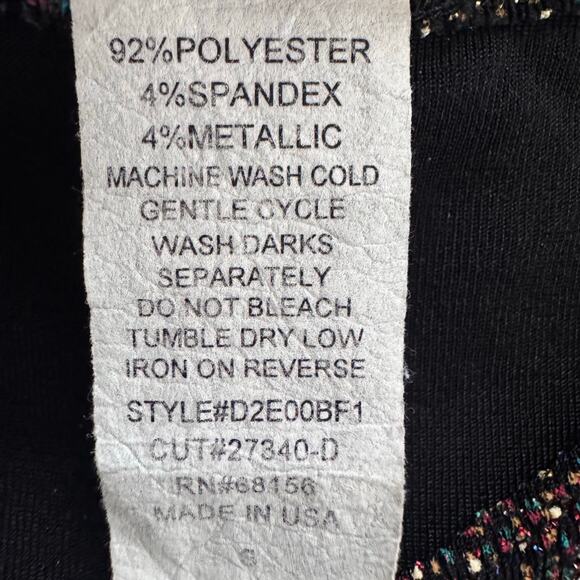 92%POLYESTER
4%SPANDEX
4%METALLIC
MACHINE WASH COLD
GENTLE CYCLE
WASH DARKS
SEPARATELY
DO NOT BLEACH
TUMBLE DRY LOW
IRON ON REVERSE
STYLE#D2E00BF1
CUT#27340-D
RN#68156
MADE IN USA